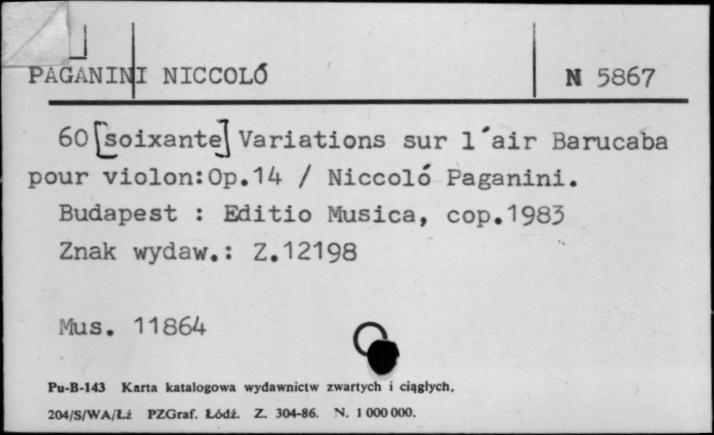 PAGANINI NICCOLÓ
N 5867
60 [soixante] Variations sur l'air Barucaba
pour violon:Op.14 / Niccoló Paganini.
Budapest : Editio Musica, cop.1983
Znak wydaw.: Z.12198
Mus. 11864
Pu-B-143 Karta katalogowa wydawnictw zwartych i ciągłych,
204/S/WA/Łź PZGraf. Łódź. Z. 304-86. N. 1 000 000.